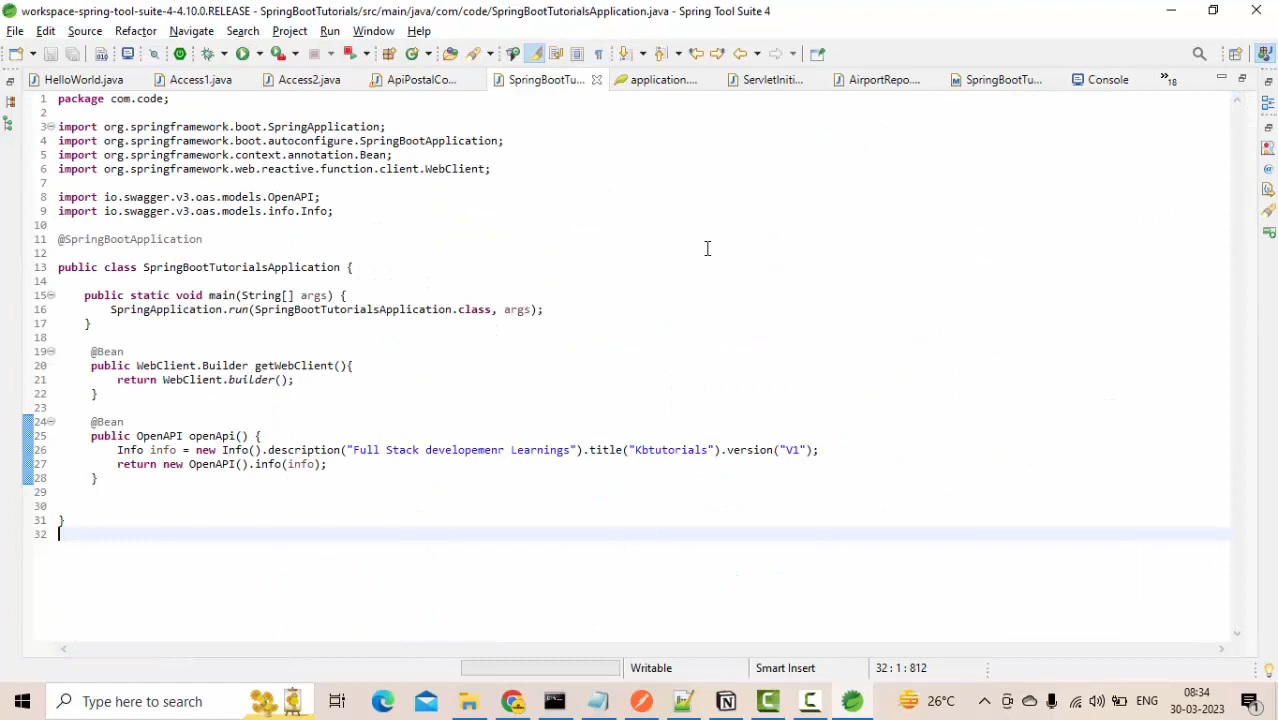 workspace-spring-tool-suite-4-4.10.0.RELEASE - SpringBootTutorials/src/main/java/com/code/SpringBootTutorialsApplication.java - Spring Tool Suite 4
File Edit Source Refactor Navigate Search Project Run Window Help
HelloWorld.java Access1.java Access2.java ApiPostalCo... SpringBootTu... application.... ServletIniti... AirportRepo... SpringBootTu... Console »18
1 package com.code;
2
3 import org.springframework.boot.SpringApplication;
4 import org.springframework.boot.autoconfigure.SpringBootApplication;
5 import org.springframework.context.annotation.Bean;
6 import org.springframework.web.reactive.function.client.WebClient;
7
8 import io.swagger.v3.oas.models.OpenAPI;
9 import io.swagger.v3.oas.models.info.Info;
10
11 @SpringBootApplication
12
13 public class SpringBootTutorialsApplication {
14
15 public static void main(String[] args) {
16 SpringApplication.run(SpringBootTutorialsApplication.class, args);
17 }
18
19 @Bean
20 public WebClient.Builder getWebClient(){
21 return WebClient.builder();
22 }
23
24 @Bean
25 public OpenAPI openApi() {
26 Info info = new Info().description("Full Stack developemenr Learnings").title("Kbtutorials").version("V1");
27 return new OpenAPI().info(info);
28 }
29
30
31 }
32
Writable Smart Insert 32 : 1 : 812
Type here to search 26°C ENG 08:34
30-03-2023